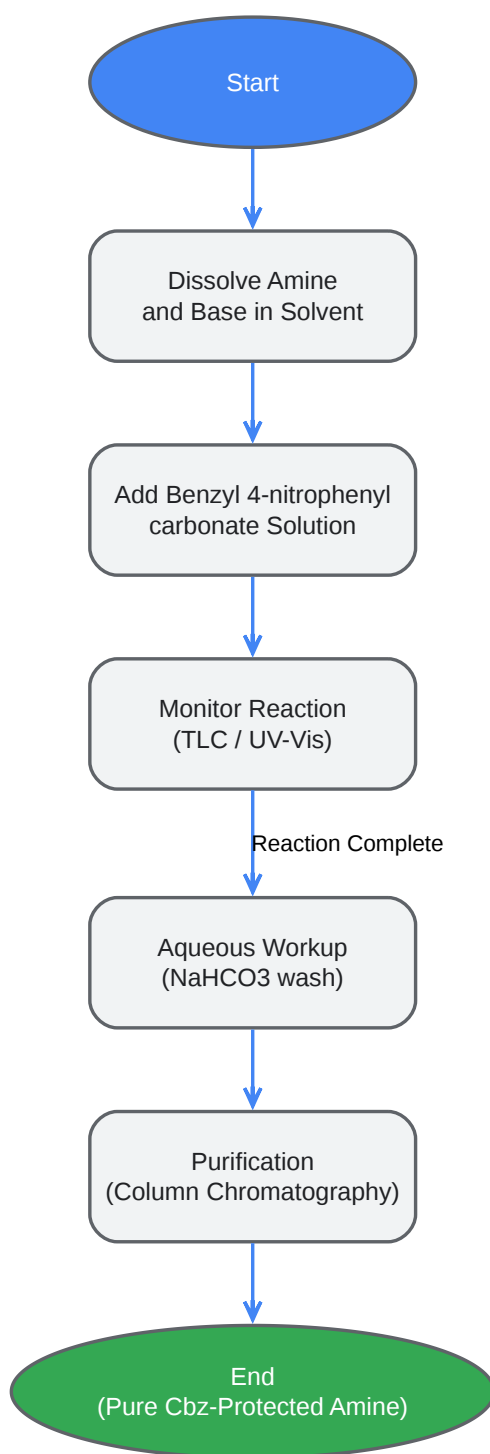 Start
Dissolve Amine
and Base in Solvent
Add Benzyl 4-nitrophenyl
carbonate Solution
Monitor Reaction
(TLC / UV-Vis)
Reaction Complete
Aqueous Workup
(NaHCO3 wash)
Purification
(Column Chromatography)
End
(Pure Cbz-Protected Amine)